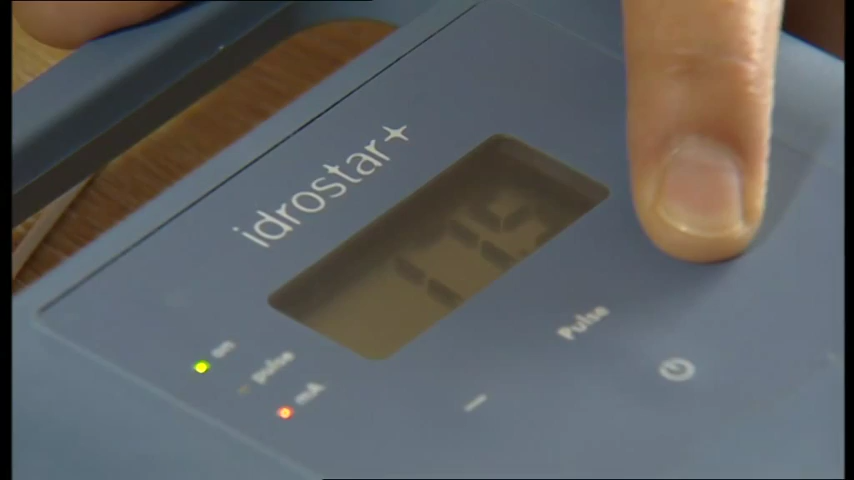 idrostar+
on
pulse
mA
Pulse